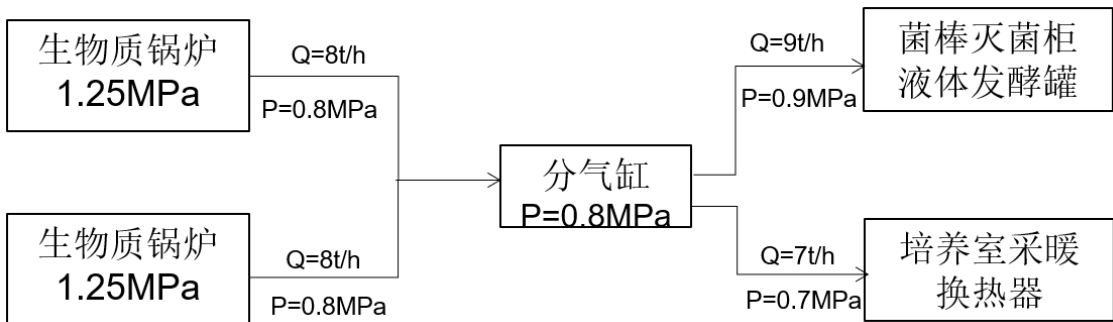 生物质锅炉
1.25MPa
Q=8t/h
P=0.8MPa
生物质锅炉
1.25MPa
Q=8t/h
P=0.8MPa
分气缸
P=0.8MPa
Q=9t/h
P=0.9MPa
菌棒灭菌柜
液体发酵罐
Q=7t/h
P=0.7MPa
培养室采暖
换热器